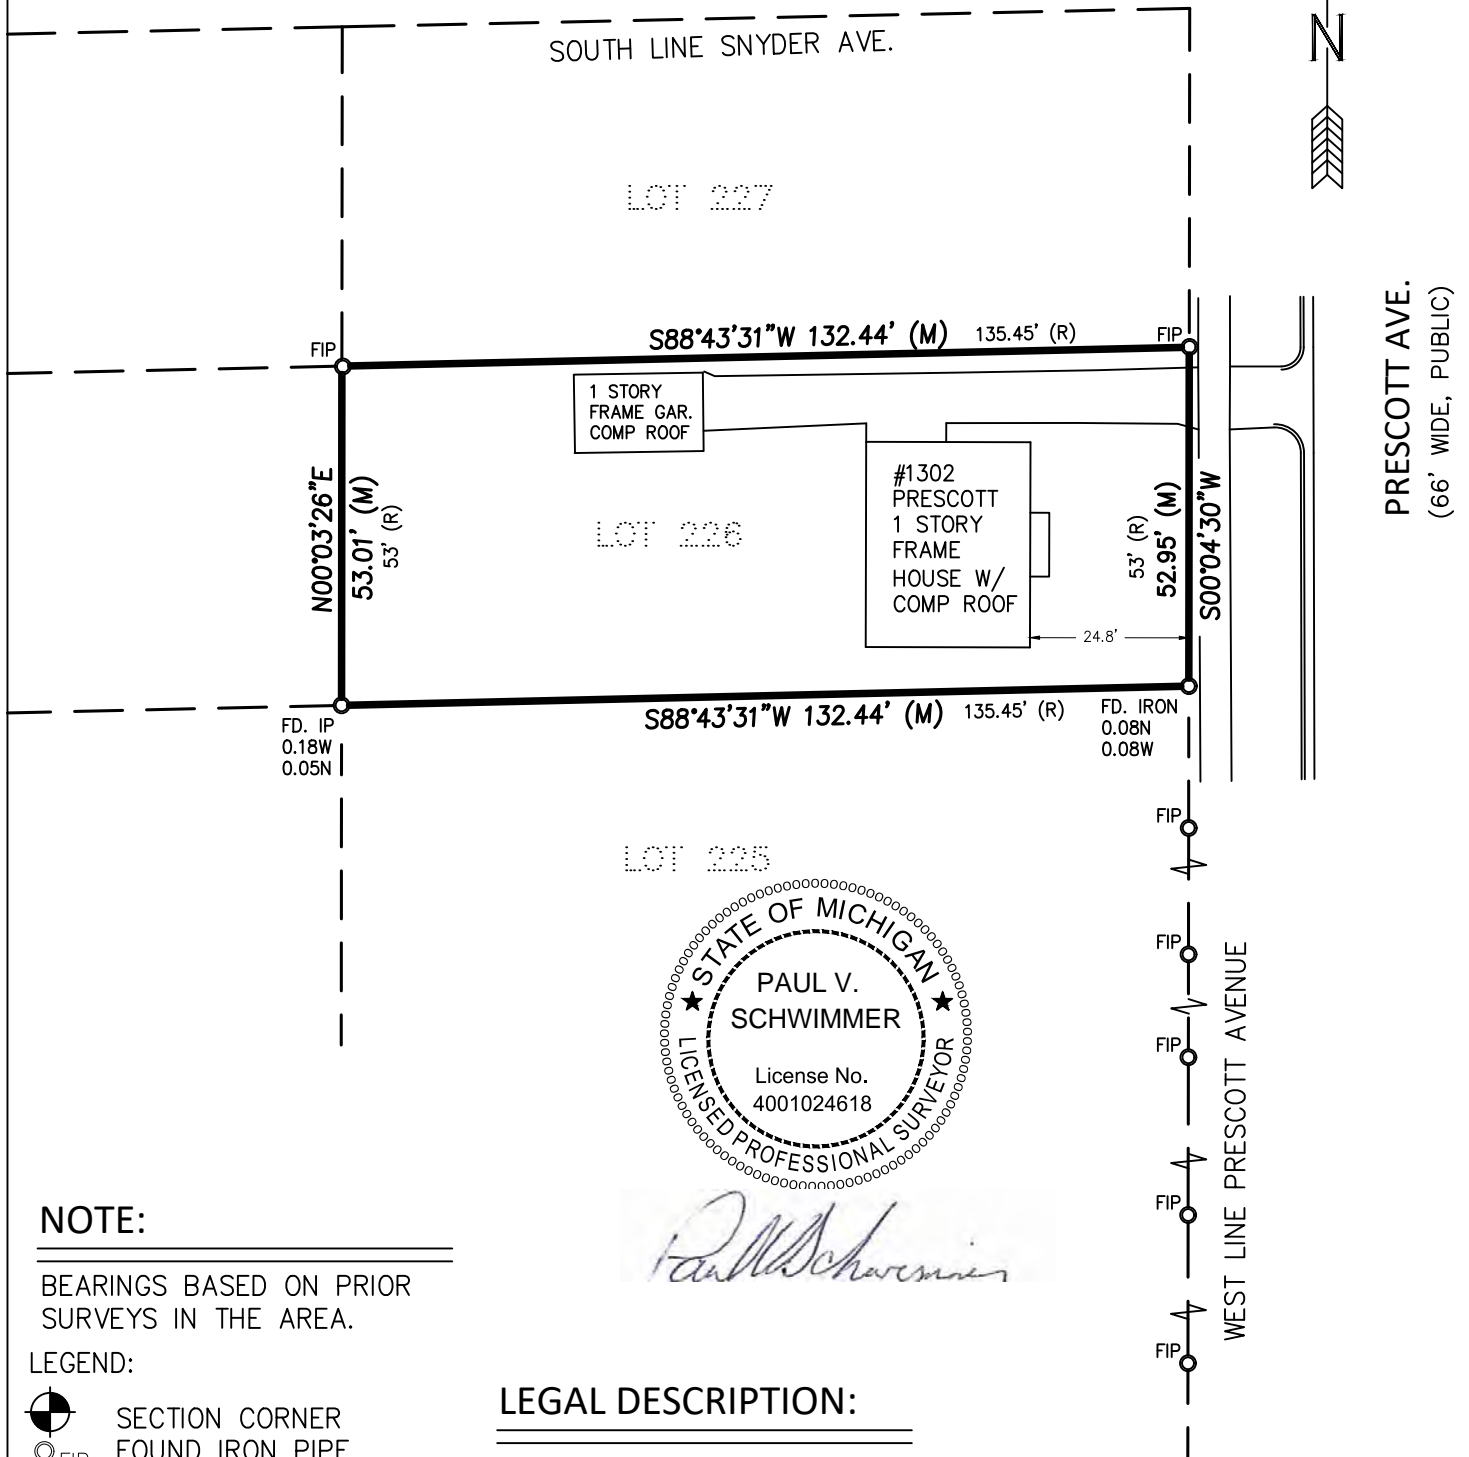 SOUTH LINE SNYDER AVE.
N
LOT 227
PRESCOTT AVE.
(66' WIDE, PUBLIC)
S88°43'31"W 132.44' (M) 135.45' (R)
FIP
FIP
1 STORY
FRAME GAR.
COMP ROOF
#1302
PRESCOTT
1 STORY
FRAME
HOUSE W/
COMP ROOF
LOT 226
N00°03'26"E
53.01' (M)
53' (R)
53' (R)
52.95' (M)
S00°04'30"W
24.8'
S88°43'31"W 132.44' (M) 135.45' (R)
FD. IP
0.18W
0.05N
FD. IRON
0.08N
0.08W
FIP
LOT 225
STATE OF MICHIGAN
PAUL V.
SCHWIMMER
License No.
4001024618
LICENSED PROFESSIONAL SURVEYOR
FIP
FIP
WEST LINE PRESCOTT AVENUE
FIP
FIP
Paul V Schwimmer
NOTE:
BEARINGS BASED ON PRIOR
SURVEYS IN THE AREA.
LEGEND:
SECTION CORNER
FIP FOUND IRON PIPE
LEGAL DESCRIPTION: